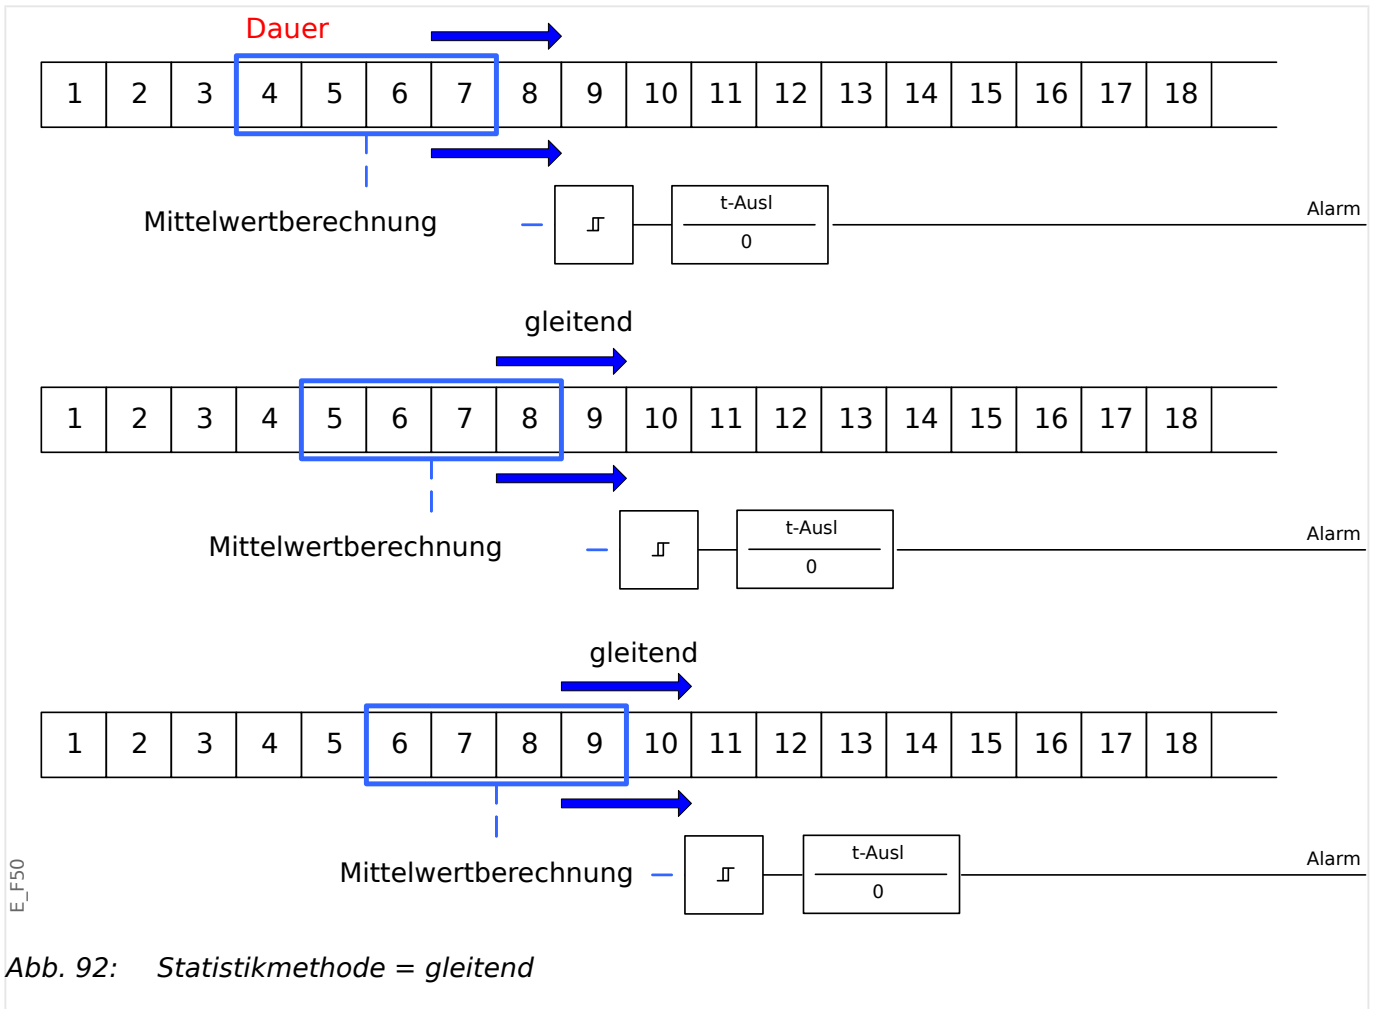 Dauer
1 2 3 4 5 6 7 8 9 10 11 12 13 14 15 16 17 18
Mittelwertberechnung
t-Ausl
0
Alarm
gleitend
1 2 3 4 5 6 7 8 9 10 11 12 13 14 15 16 17 18
Mittelwertberechnung
t-Ausl
0
Alarm
gleitend
1 2 3 4 5 6 7 8 9 10 11 12 13 14 15 16 17 18
Mittelwertberechnung
t-Ausl
0
Alarm
E_F50
Abb. 92: Statistikmethode = gleitend